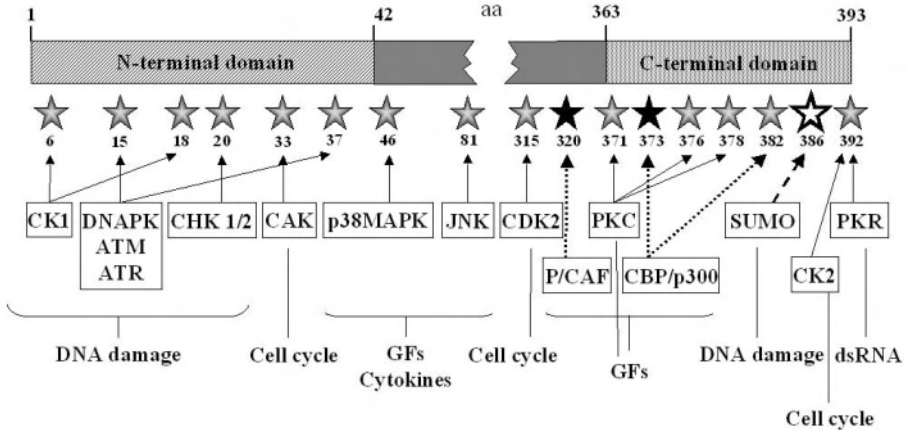 aa
1 42 363 393
N-terminal domain C-terminal domain
6 15 18 20 33 37 46 81 315 320 371 373 376 378 382 386 392
CK1 DNAPK CHK 1/2 CAK p38MAPK JNK CDK2 PKC SUMO PKR
ATM
ATR
P/CAF CBP/p300 CK2
DNA damage Cell cycle GFs Cell cycle GFs DNA damage dsRNA
Cytokines
Cell cycle